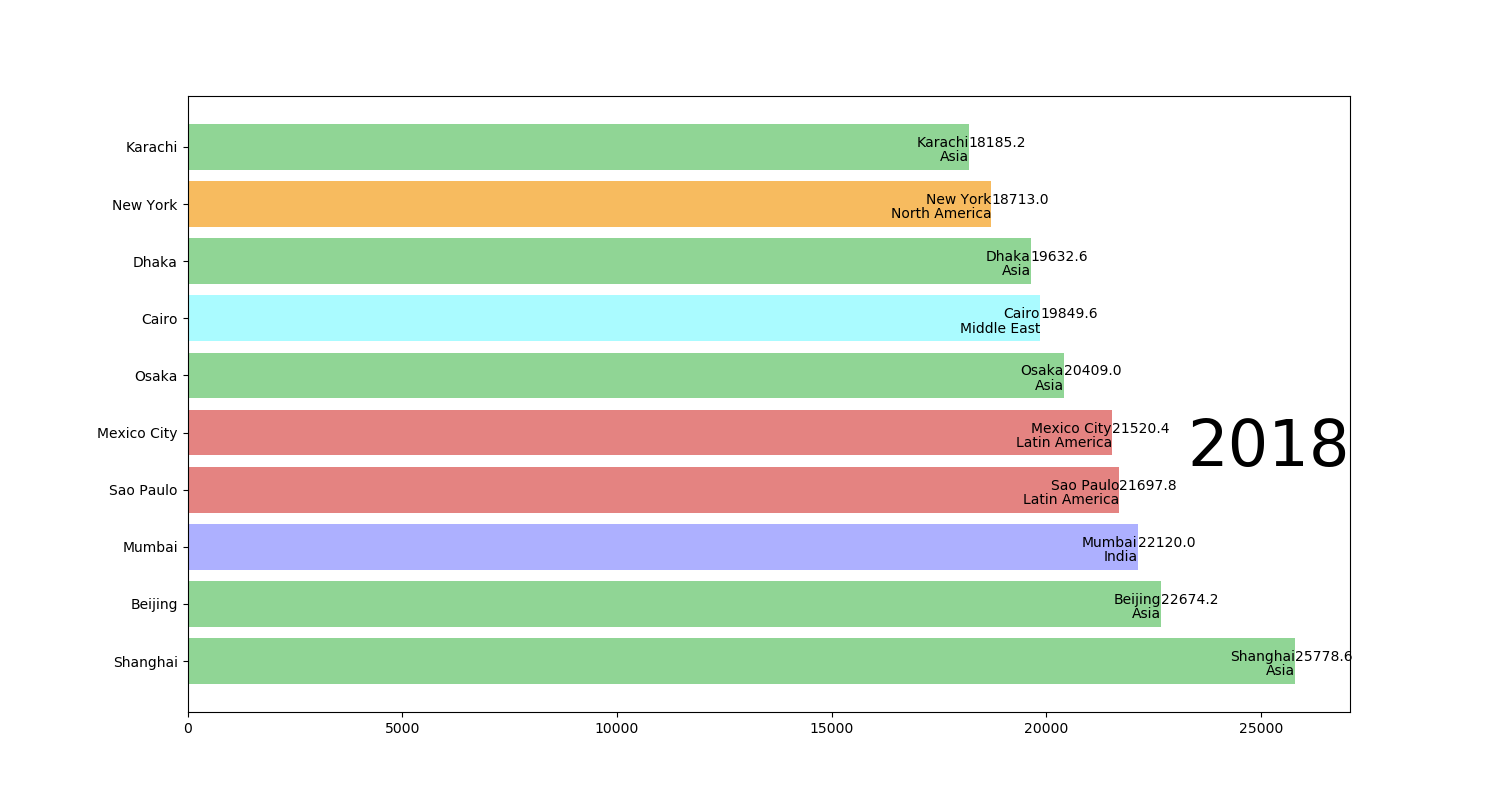 Karachi
Karachi 18185.2
Asia
New York
New York 18713.0
North America
Dhaka
Dhaka 19632.6
Asia
Cairo
Cairo 19849.6
Middle East
Osaka
Osaka 20409.0
Asia
Mexico City
Mexico City 21520.4
Latin America
2018
Sao Paulo
Sao Paulo 21697.8
Latin America
Mumbai
Mumbai 22120.0
India
Beijing
Beijing 22674.2
Asia
Shanghai
Shanghai 25778.6
Asia
0 5000 10000 15000 20000 25000